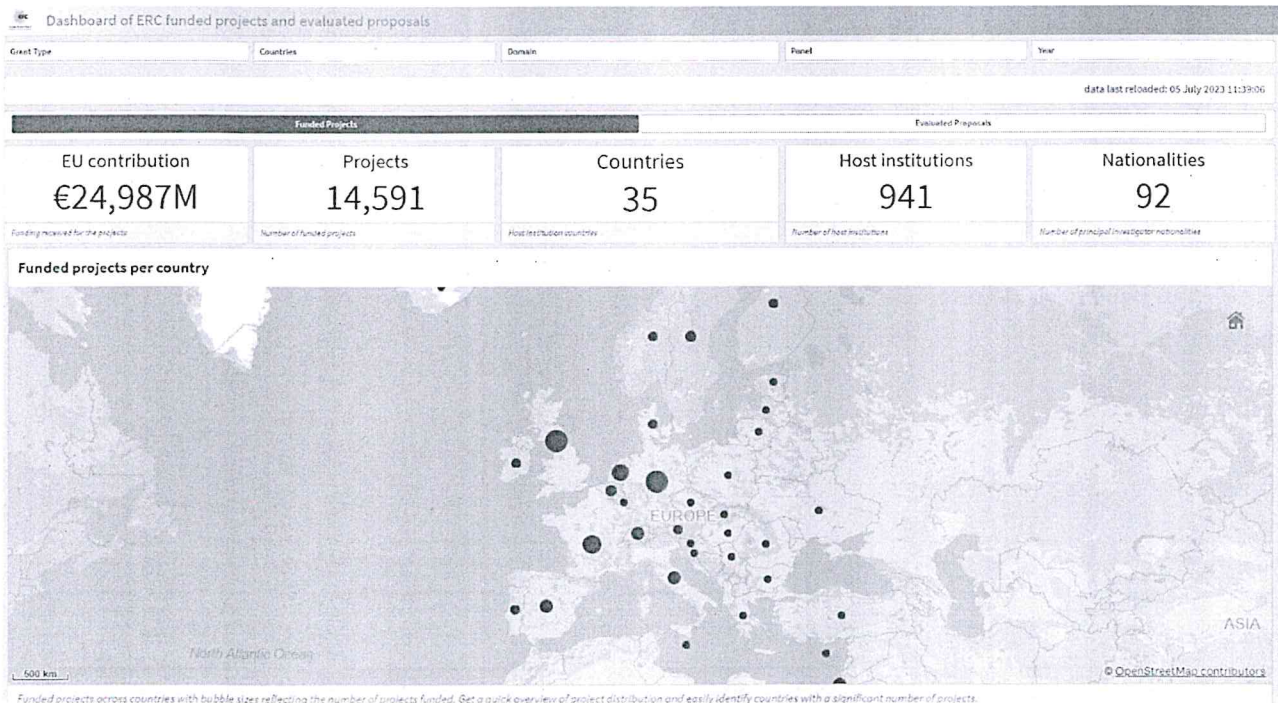 erc
Dashboard of ERC funded projects and evaluated proposals
Grant Type
Countries
Domain
Panel
Year
data last reloaded: 05 July 2023 11:39:06
Funded Projects
Evaluated Proposals
EU contribution
€24,987M
Funding received for the projects
Projects
14,591
Number of funded projects
Countries
35
Host institution countries
Host institutions
941
Number of host institutions
Nationalities
92
Number of principal investigator nationalities
Funded projects per country
EUROPE
ASIA
North Atlantic Ocean
500 km
© OpenStreetMap contributors
Funded projects across countries with bubble sizes reflecting the number of projects funded. Get a quick overview of project distribution and easily identify countries with a significant number of projects.